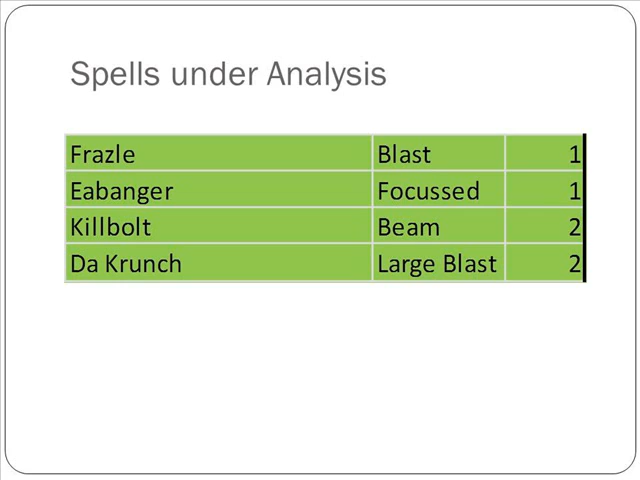 Spells under Analysis
Frazle Blast 1
Eabanger Focussed 1
Killbolt Beam 2
Da Krunch Large Blast 2